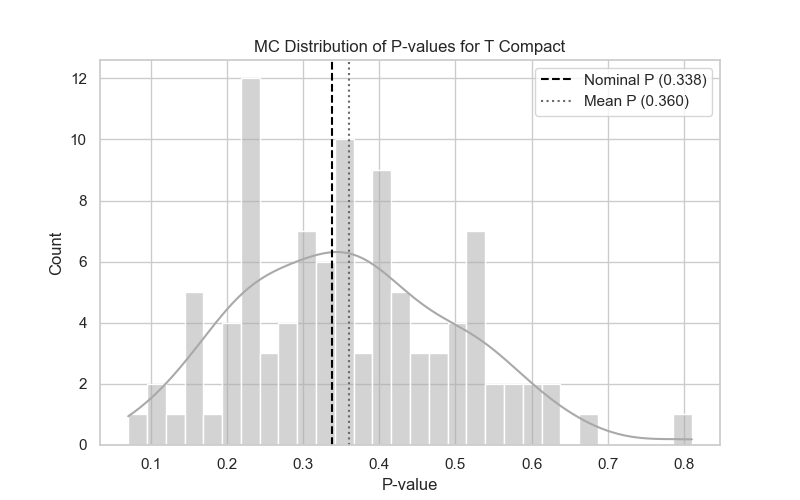 MC Distribution of P-values for T Compact
Nominal P (0.338)
Mean P (0.360)
Count
12
10
8
6
4
2
0
0.1 0.2 0.3 0.4 0.5 0.6 0.7 0.8
P-value